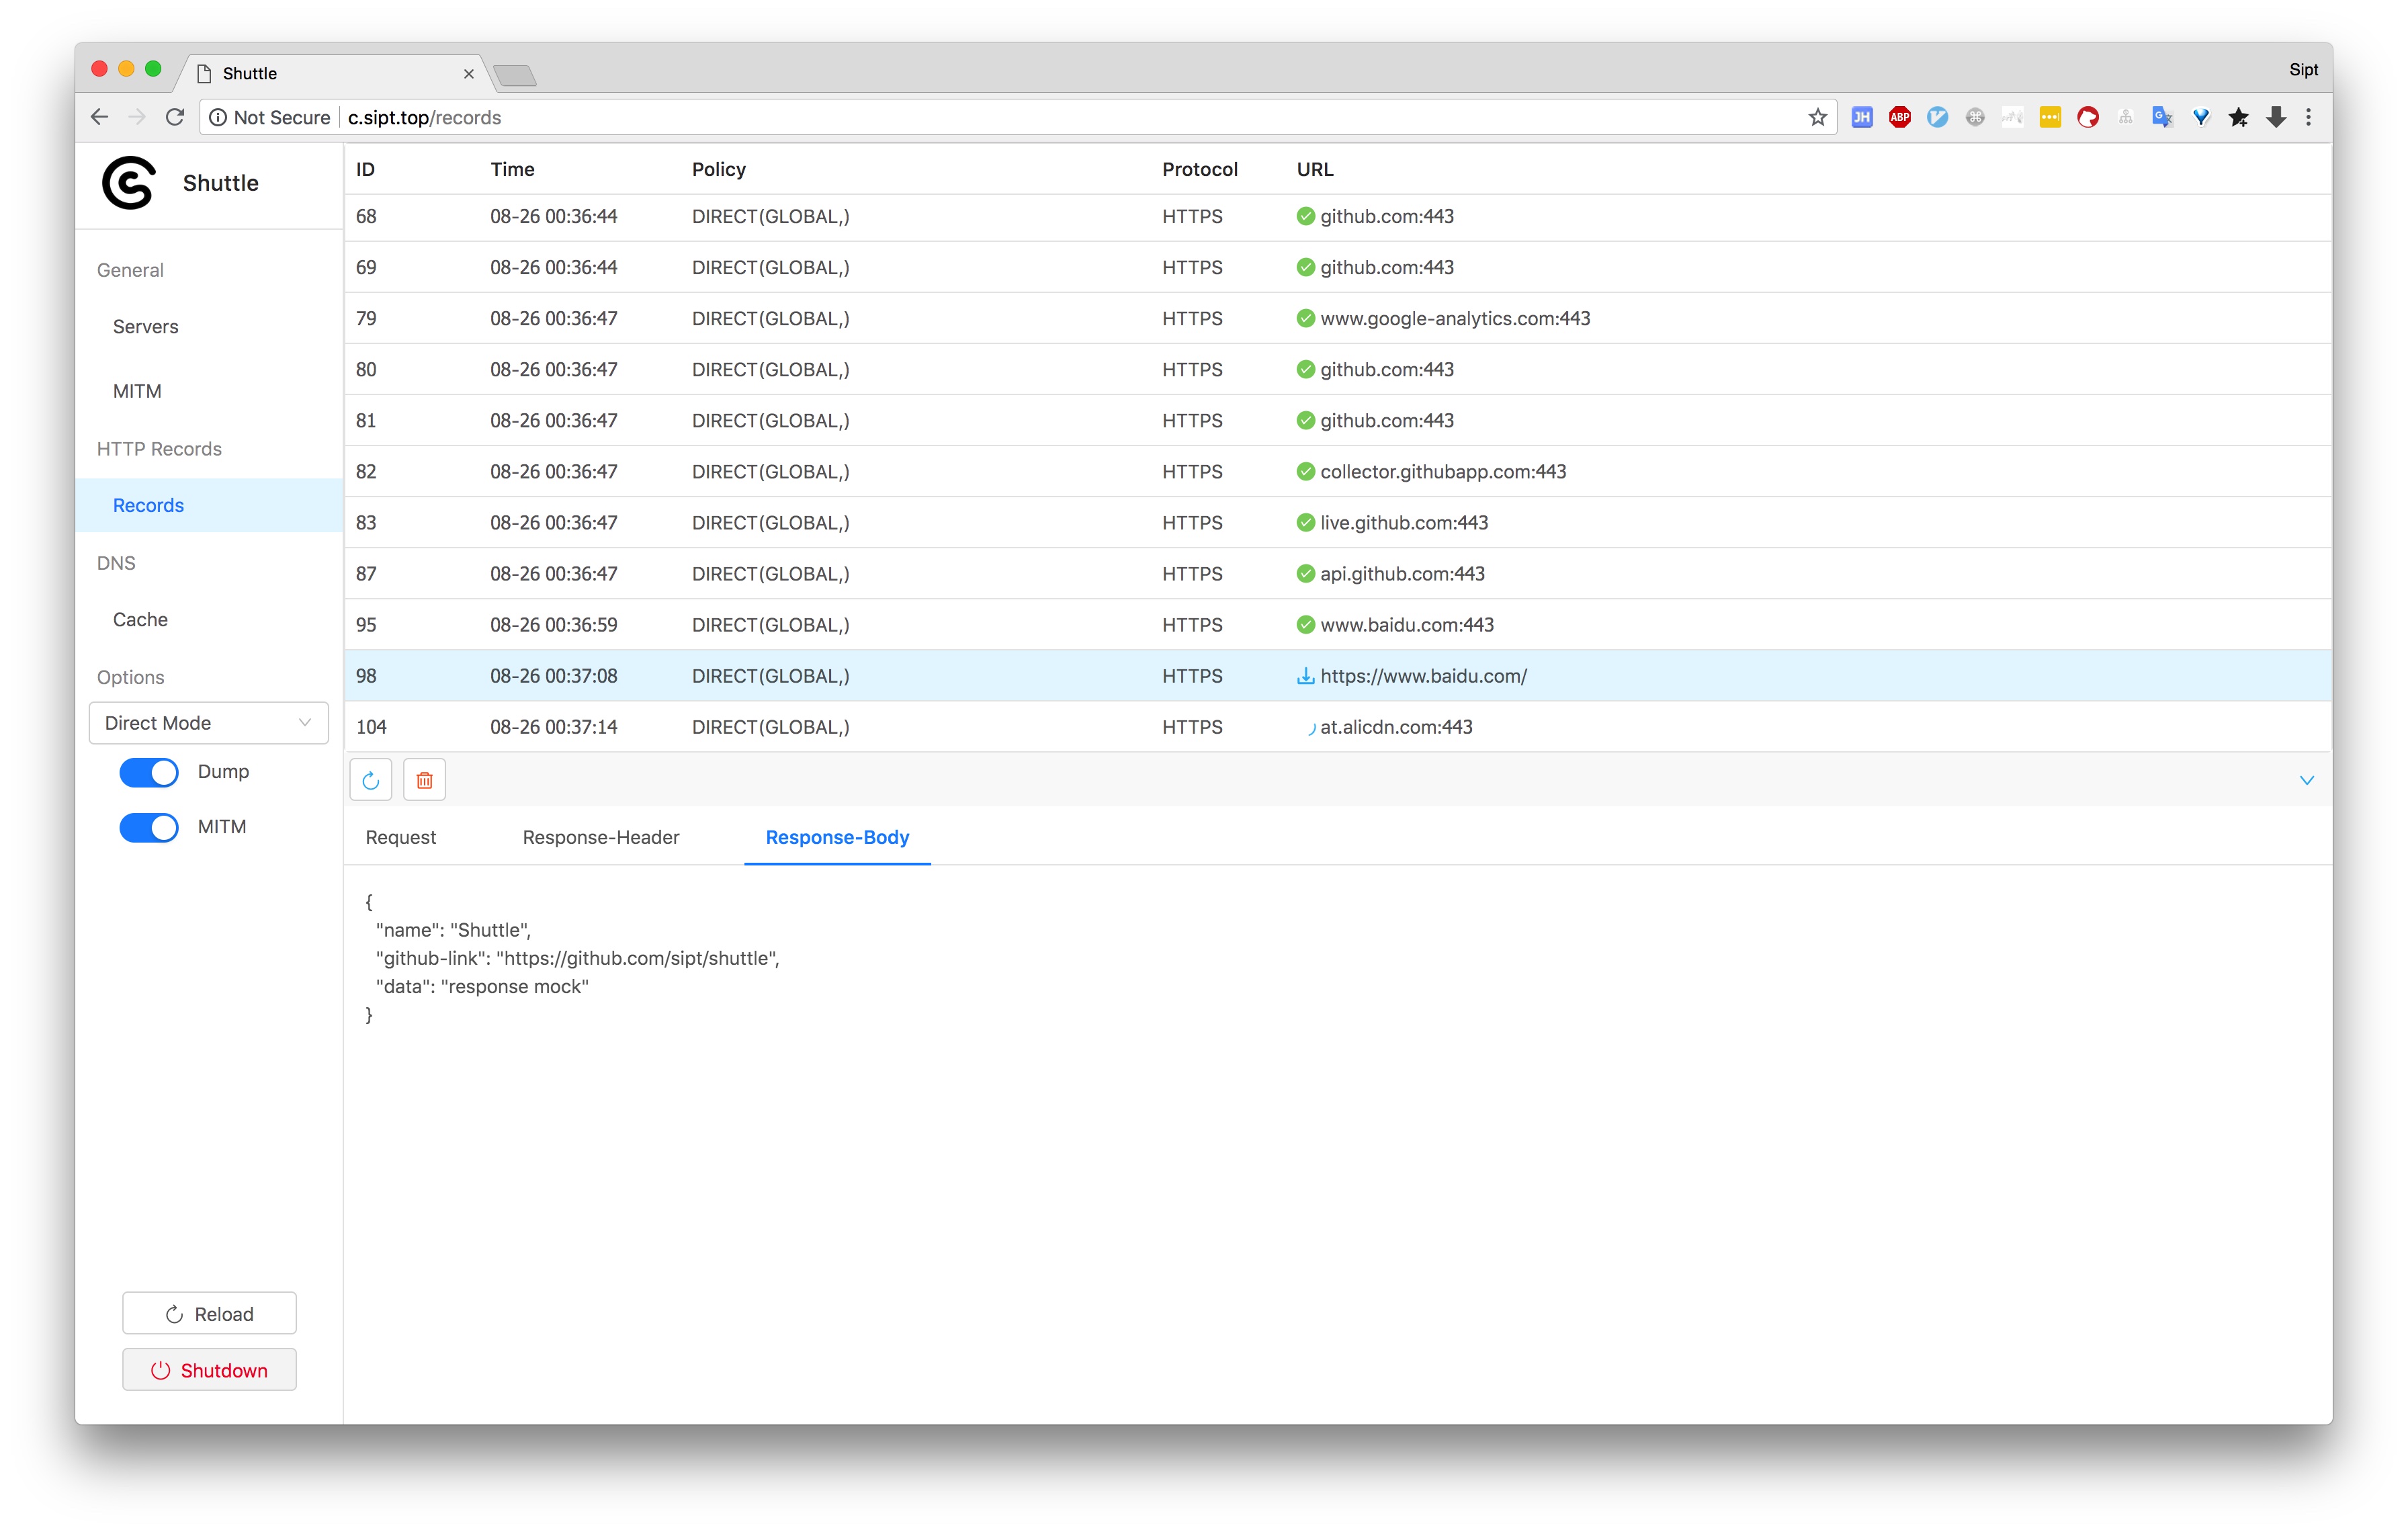 Shuttle
Sipt
Not Secure | c.sipt.top/records
JH
ABP
Shuttle
General
Servers
MITM
HTTP Records
Records
DNS
Cache
Options
Direct Mode
Dump
MITM
Reload
Shutdown
ID Time Policy Protocol URL
68 08-26 00:36:44 DIRECT(GLOBAL,) HTTPS github.com:443
69 08-26 00:36:44 DIRECT(GLOBAL,) HTTPS github.com:443
79 08-26 00:36:47 DIRECT(GLOBAL,) HTTPS www.google-analytics.com:443
80 08-26 00:36:47 DIRECT(GLOBAL,) HTTPS github.com:443
81 08-26 00:36:47 DIRECT(GLOBAL,) HTTPS github.com:443
82 08-26 00:36:47 DIRECT(GLOBAL,) HTTPS collector.githubapp.com:443
83 08-26 00:36:47 DIRECT(GLOBAL,) HTTPS live.github.com:443
87 08-26 00:36:47 DIRECT(GLOBAL,) HTTPS api.github.com:443
95 08-26 00:36:59 DIRECT(GLOBAL,) HTTPS www.baidu.com:443
98 08-26 00:37:08 DIRECT(GLOBAL,) HTTPS https://www.baidu.com/
104 08-26 00:37:14 DIRECT(GLOBAL,) HTTPS at.alicdn.com:443
Request Response-Header Response-Body
{
"name": "Shuttle",
"github-link": "https://github.com/sipt/shuttle",
"data": "response mock"
}